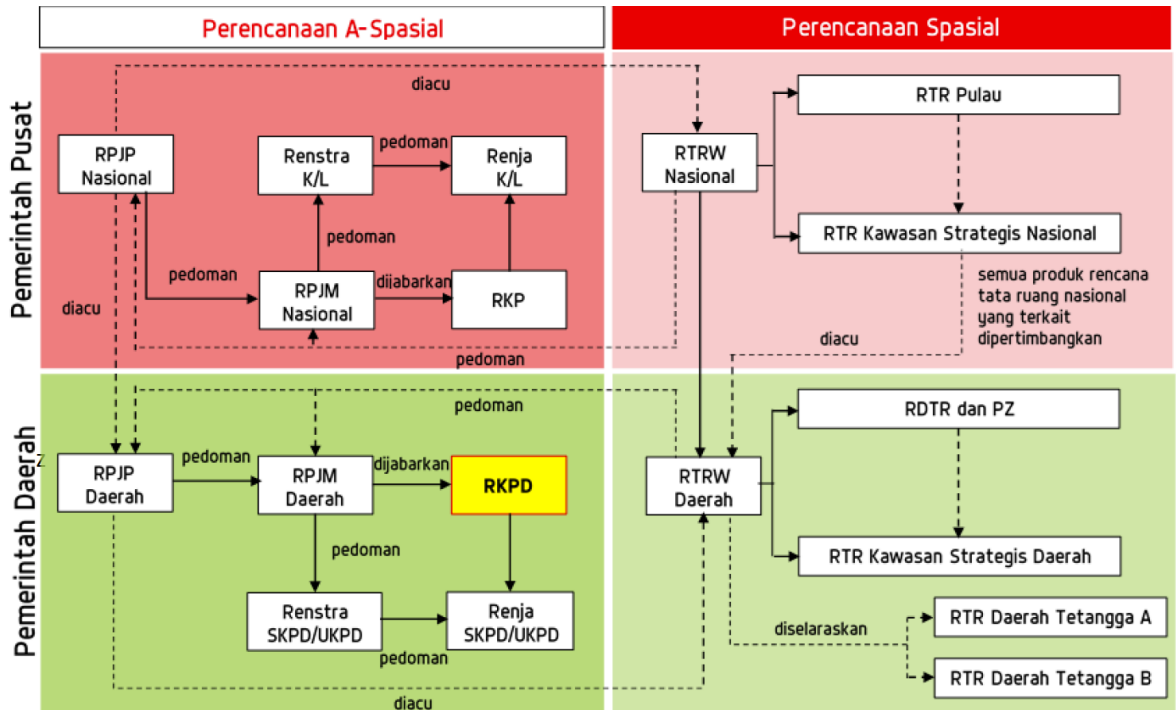 Perencanaan A-Spasial
Perencanaan Spasial
Pemerintah Pusat
diacu
RPJP
Nasional
Renstra
K/L
pedoman
Renja
K/L
pedoman
pedoman
RPJM
Nasional
dijabarkan
RKP
diacu
pedoman
RTRW
Nasional
RTR Pulau
RTR Kawasan Strategis Nasional
semua produk rencana
tata ruang nasional
yang terkait
dipertimbangkan
diacu
Pemerintah Daerah
z
pedoman
RPJP
Daerah
pedoman
RPJM
Daerah
dijabarkan
RKPD
pedoman
Renstra
SKPD/UKPD
pedoman
Renja
SKPD/UKPD
diacu
RTRW
Daerah
RDTR dan PZ
RTR Kawasan Strategis Daerah
diselaraskan
RTR Daerah Tetangga A
RTR Daerah Tetangga B